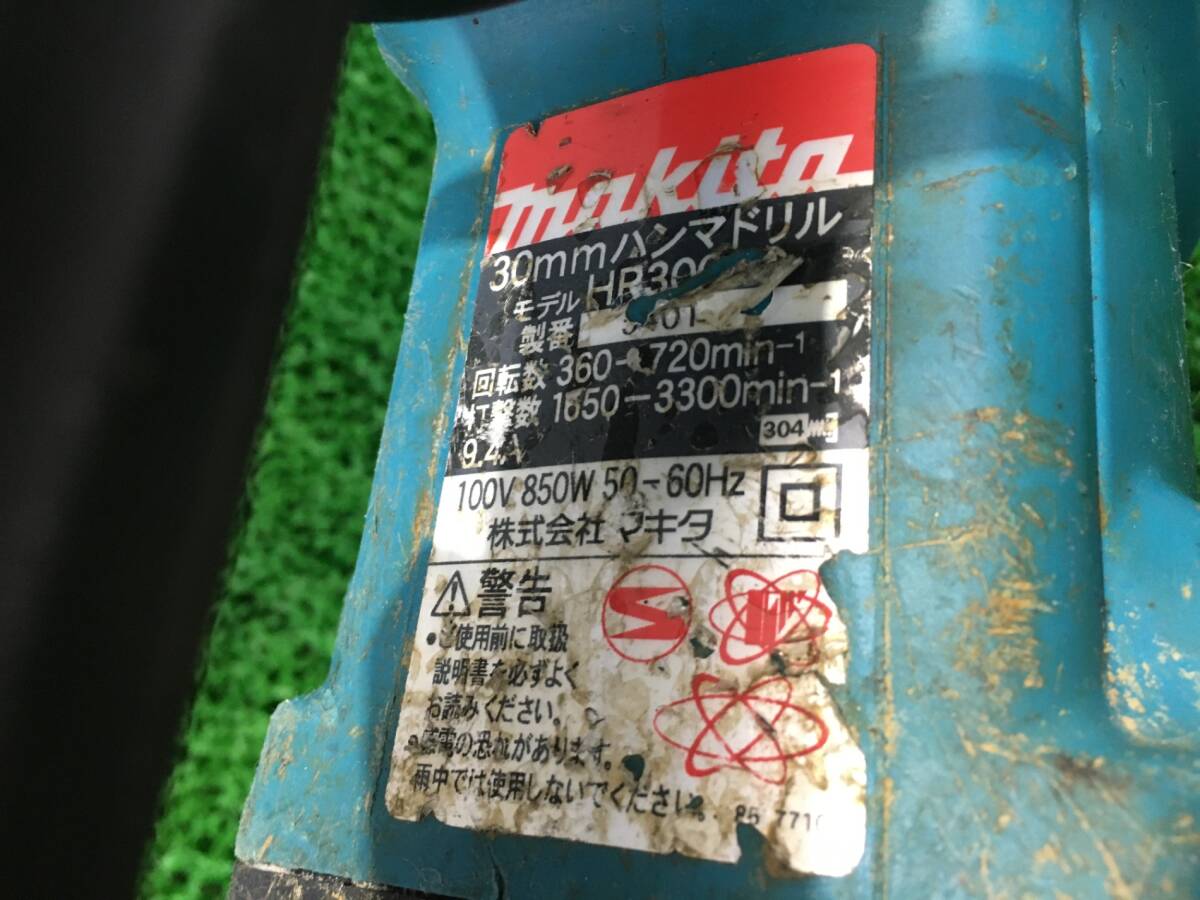 makita
30mmハンマドリル
モデル HR300
製番
回転数 360-720min-1
打撃数 1650-3300min-1
9.4A
304
100V 850W 50-60Hz
株式会社 マキタ
警告
•ご使用前に取扱
説明書を必ずよく
お読みください。
•感電の恐れがあります。
雨中では使用しないでください。